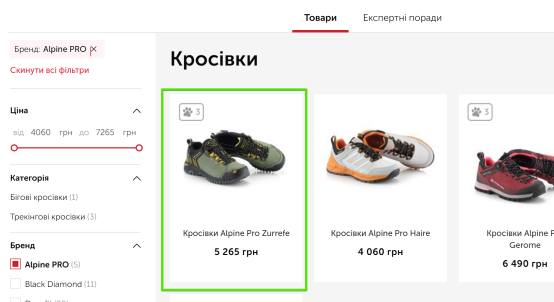 Товари Експертні поради
Бренд: Alpine PRO ×
Скинути всі фільтри
Кросівки
Ціна
від 4060 грн до 7265 грн
Категорія
Бігові кросівки (1)
Трекінгові кросівки (3)
Бренд
Alpine PRO (5)
Black Diamond (11)
3
Кросівки Alpine Pro Zurrefe
5 265 грн
Кросівки Alpine Pro Haire
4 060 грн
3
Кросівки Alpine P
Gerome
6 490 грн